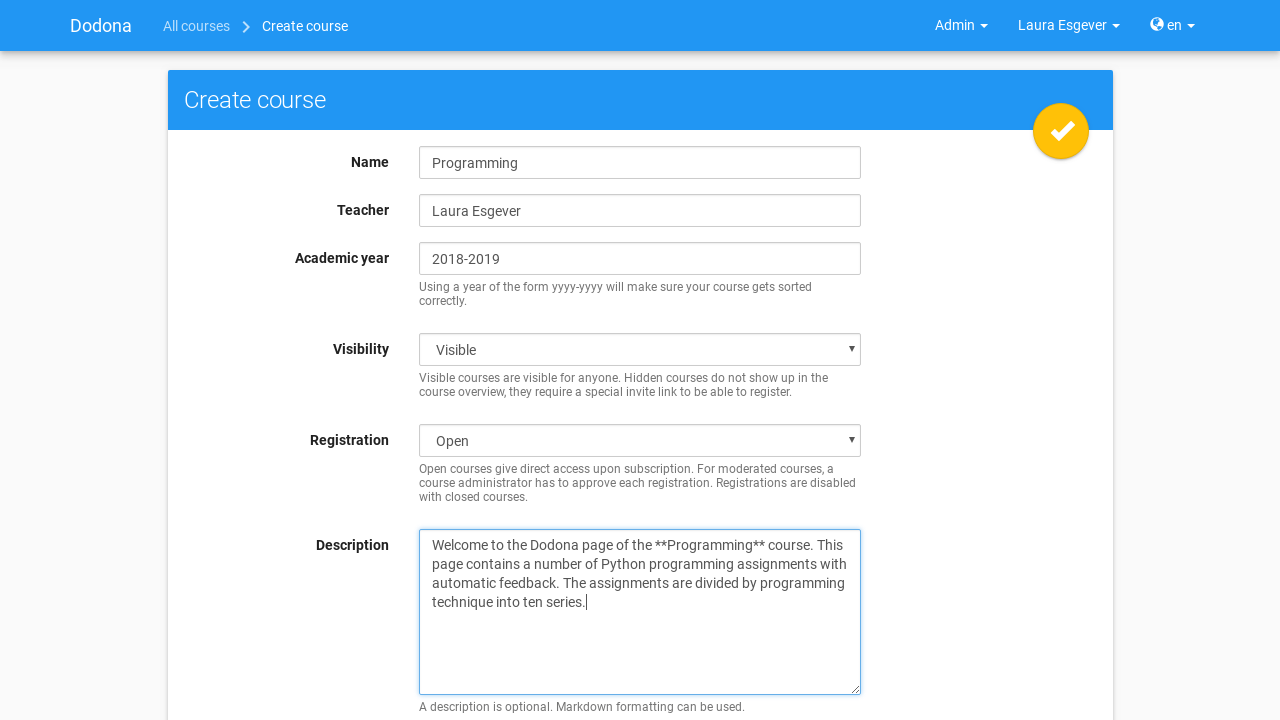 Dodona All courses Create course Admin Laura Esgever en
Create course
Name Programming
Teacher Laura Esgever
Academic year 2018-2019
Using a year of the form yyyy-yyyy will make sure your course gets sorted
correctly.
Visibility Visible
Visible courses are visible for anyone. Hidden courses do not show up in the
course overview, they require a special invite link to be able to register.
Registration Open
Open courses give direct access upon subscription. For moderated courses, a
course administrator has to approve each registration. Registrations are disabled
with closed courses.
Description Welcome to the Dodona page of the **Programming** course. This
page contains a number of Python programming assignments with
automatic feedback. The assignments are divided by programming
technique into ten series.
A description is optional. Markdown formatting can be used.